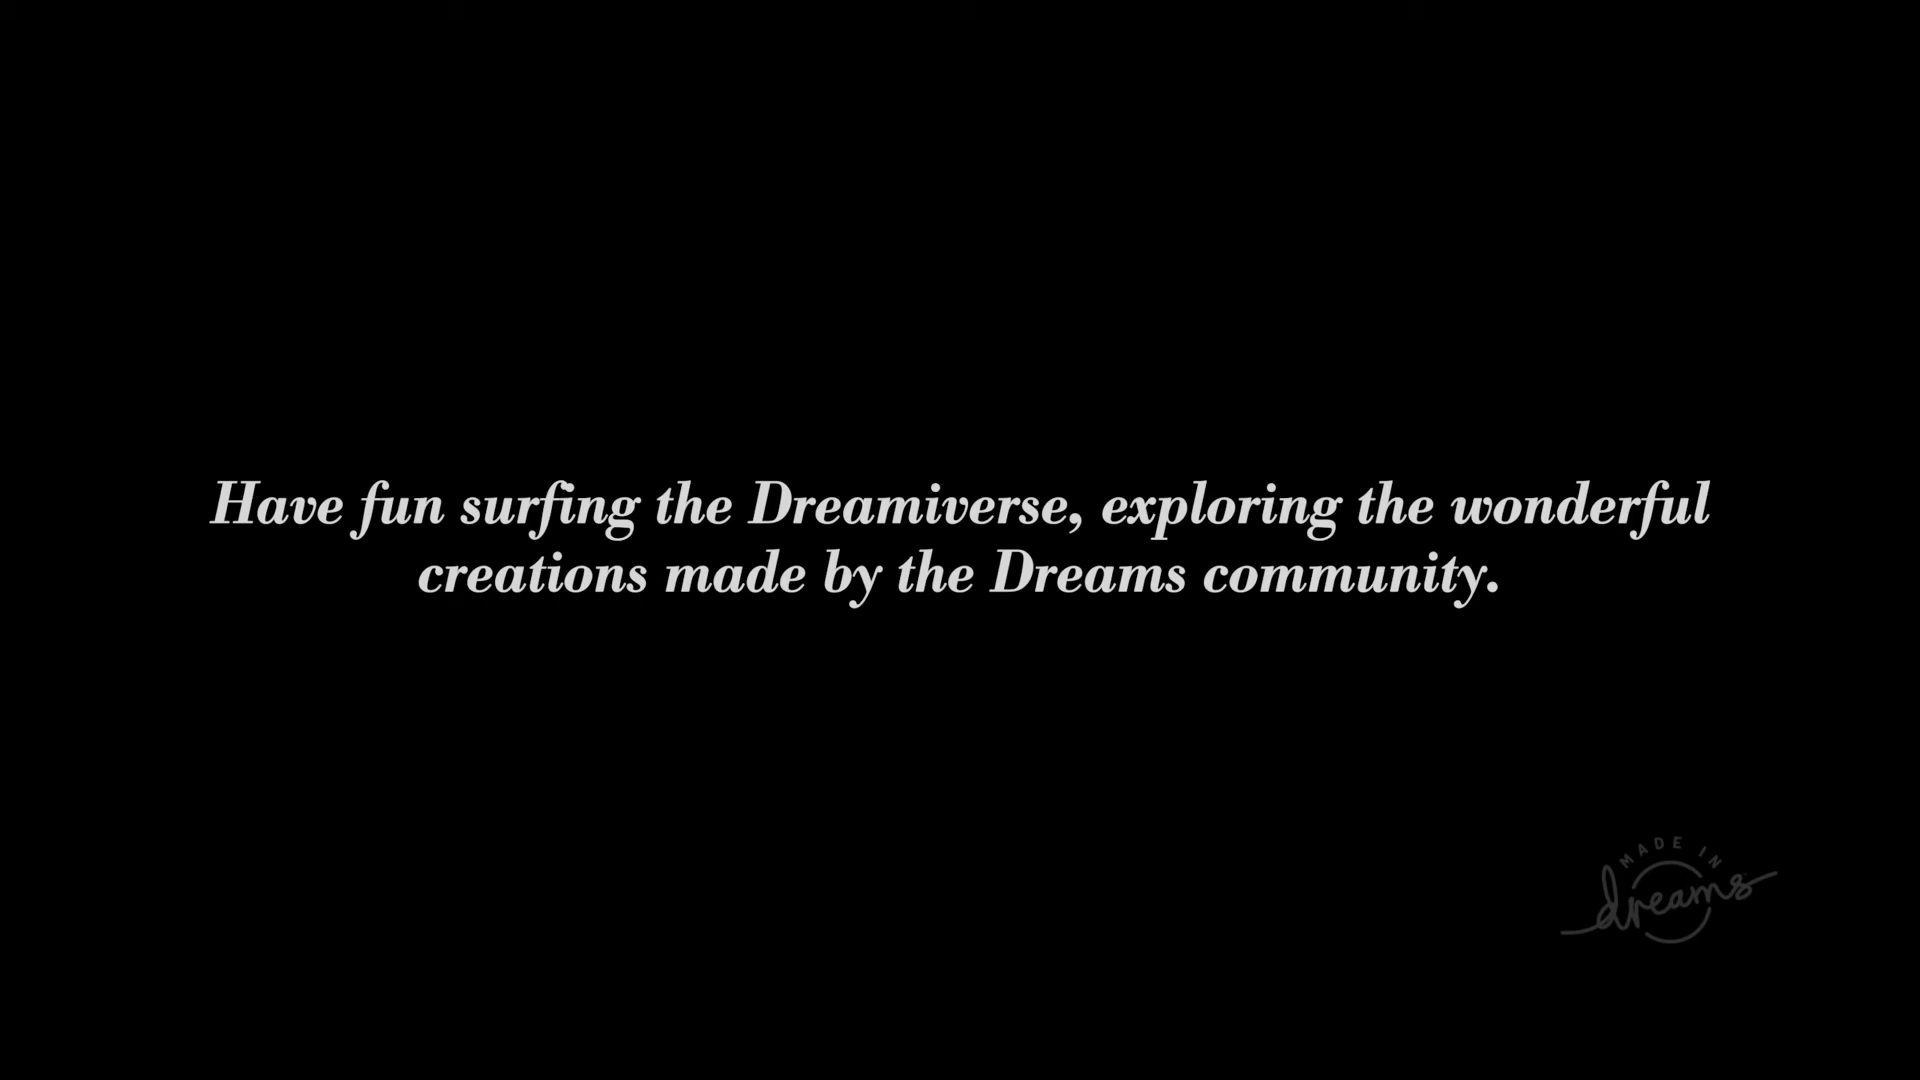 Have fun surfing the Dreamiverse, exploring the wonderful
creations made by the Dreams community.
MADE IN
dreams